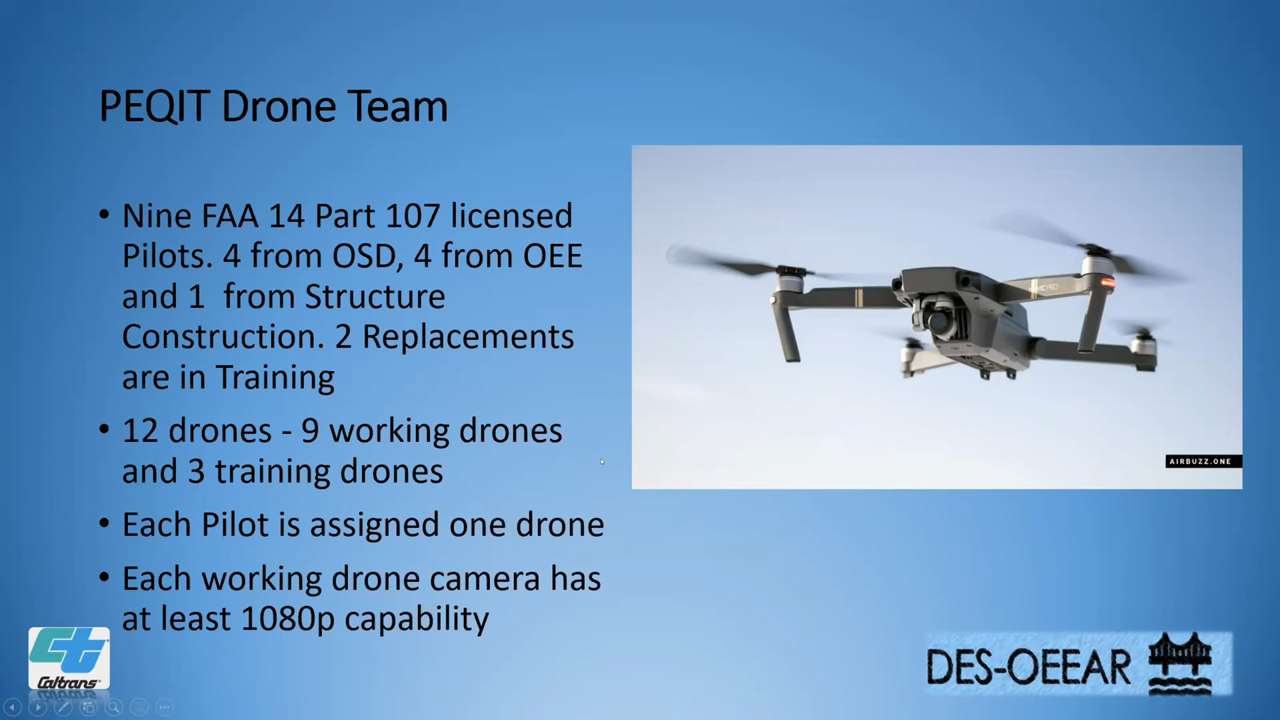 PEQIT Drone Team
• Nine FAA 14 Part 107 licensed
Pilots. 4 from OSD, 4 from OEE
and 1 from Structure
Construction. 2 Replacements
are in Training
• 12 drones - 9 working drones
and 3 training drones
• Each Pilot is assigned one drone
• Each working drone camera has
at least 1080p capability
AIRBUZZ.ONE
Caltrans
DES-OEEAR